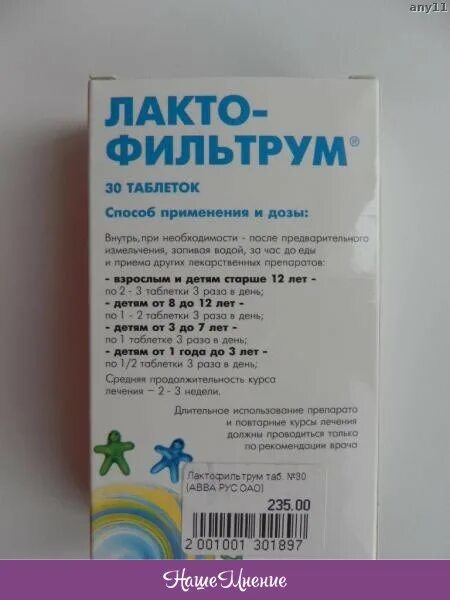 any11
ЛАКТО-
ФИЛЬТРУМ®
30 ТАБЛЕТОК
Способ применения и дозы:
Внутрь, при необходимости - после предварительного
измельчения, запивая водой, за час до еды
и приема других лекарственных препаратов:
- взрослым и детям старше 12 лет -
по 2 - 3 таблетки 3 раза в день;
- детям от 8 до 12 лет -
по 1 - 2 таблетки 3 раза в день;
- детям от 3 до 7 лет -
по 1 таблетке 3 раза в день;
- детям от 1 года до 3 лет -
по 1/2 таблетки 3 раза в день;
Средняя продолжительность курса
лечения – 2 - 3 недели.
Длительное использование препарата
и повторные курсы лечения
должны проводиться только
по рекомендации врача
Лактофильтрум таб. №30
(АВВА РУС ОАО)
235.00
2 001001 301897
НашеМнение